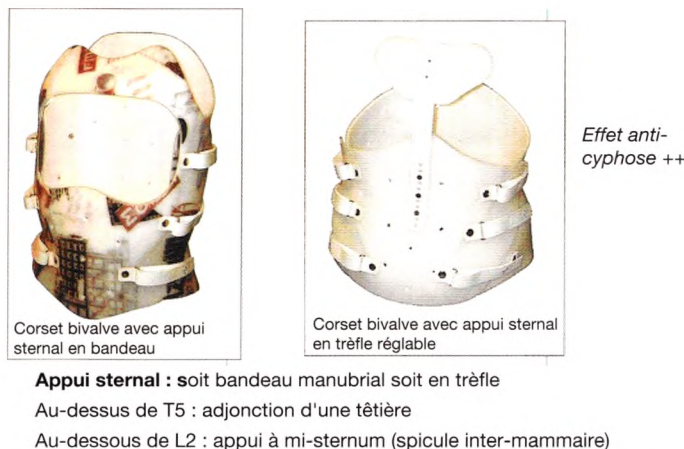 Corset bivalve avec appui
sternal en bandeau
Corset bivalve avec appui sternal
en trèfle réglable
Effet anti-
cyphose ++
Appui sternal : soit bandeau manubrial soit en trèfle
Au-dessus de T5 : adjonction d'une têtière
Au-dessous de L2 : appui à mi-sternum (spicule inter-mammaire)